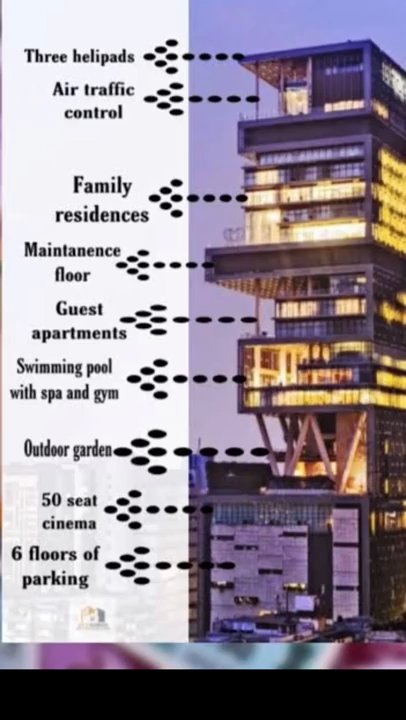 Three helipads
Air traffic
control
Family
residences
Maintanence
floor
Guest
apartments
Swimming pool
with spa and gym
Outdoor garden
50 seat
cinema
6 floors of
parking